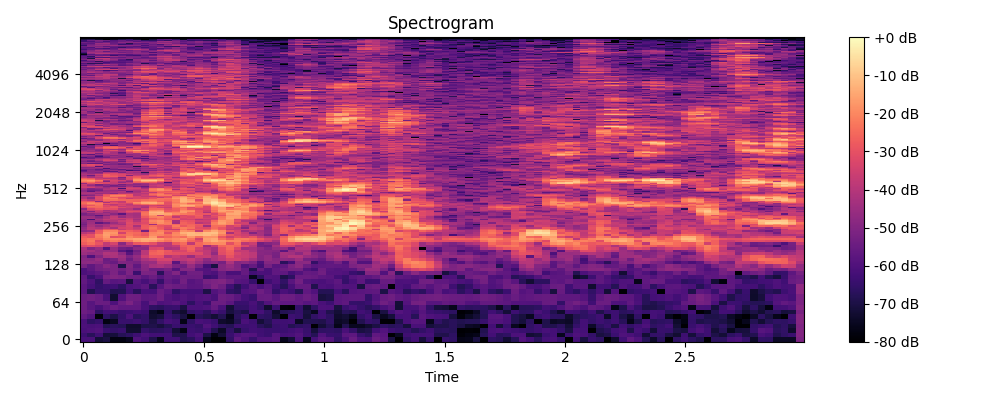 Spectrogram
Hz
4096
2048
1024
512
256
128
64
0
0 0.5 1 1.5 2 2.5
Time
+0 dB
-10 dB
-20 dB
-30 dB
-40 dB
-50 dB
-60 dB
-70 dB
-80 dB